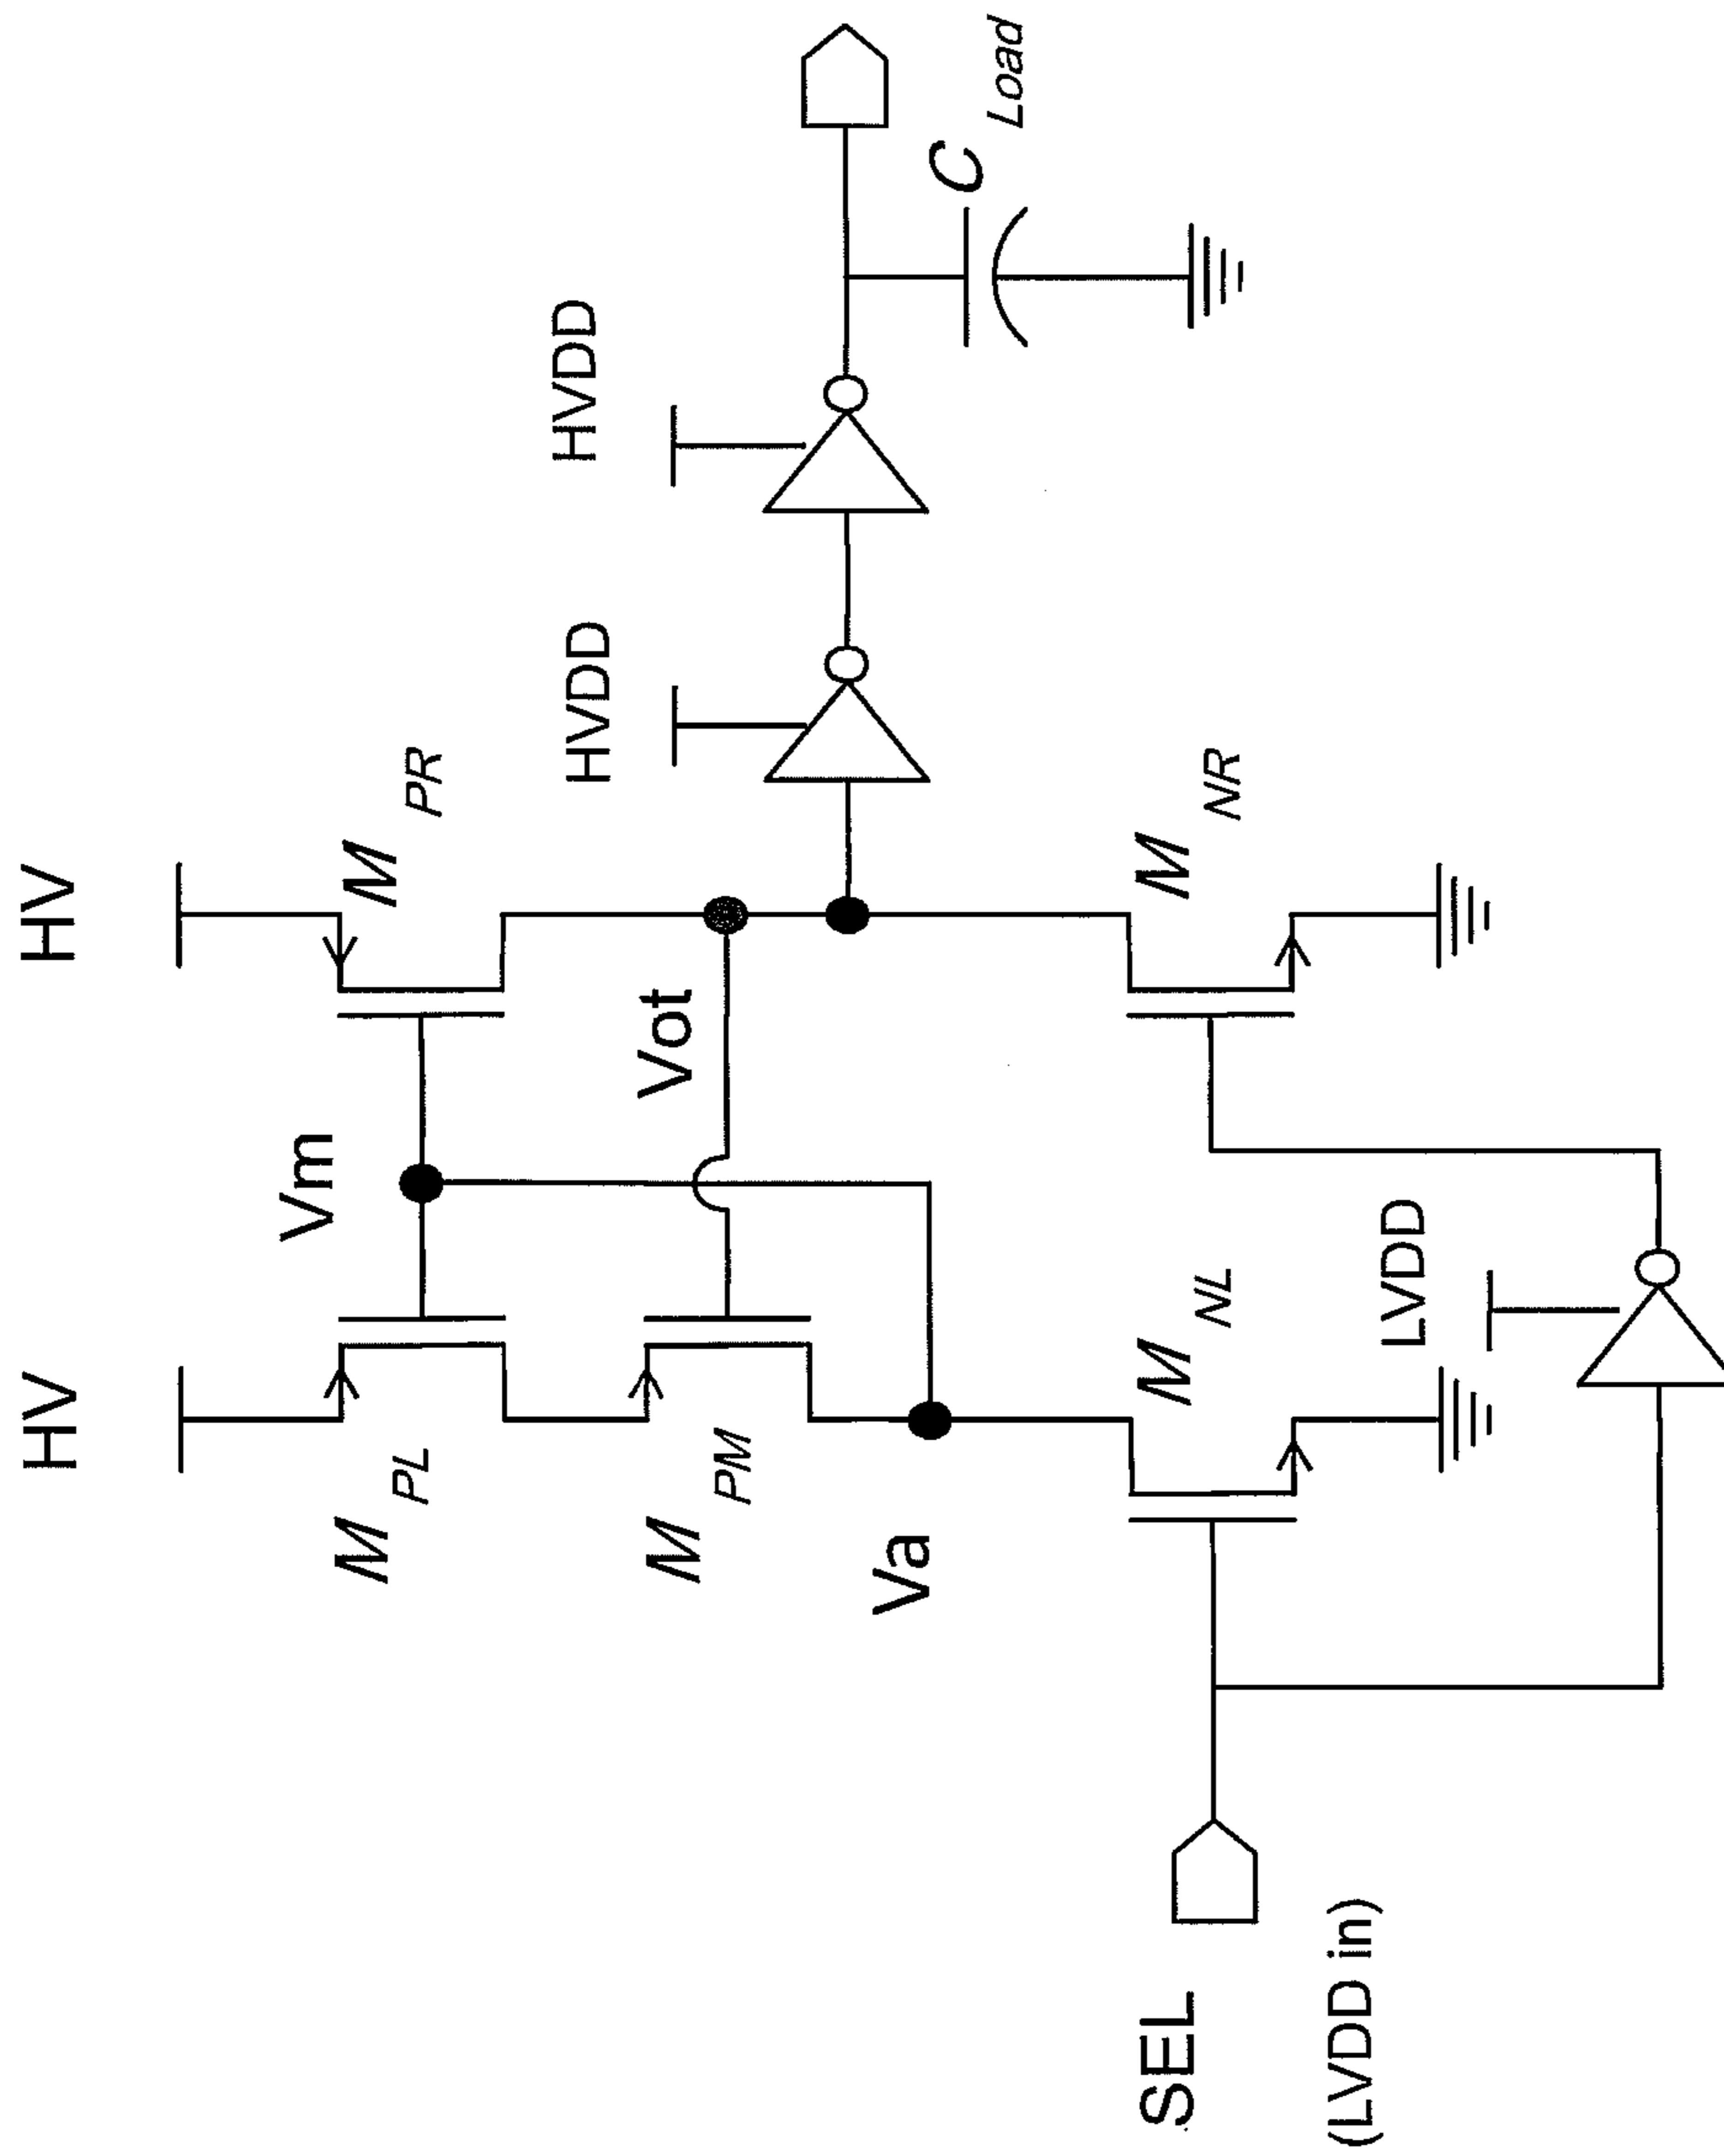 HV
HV
M PL
M PR
Vm
M PM
Vot
HVDD
HVDD
Va
C Load
M NL
M NR
SEL
(LVDD in)
LVDD